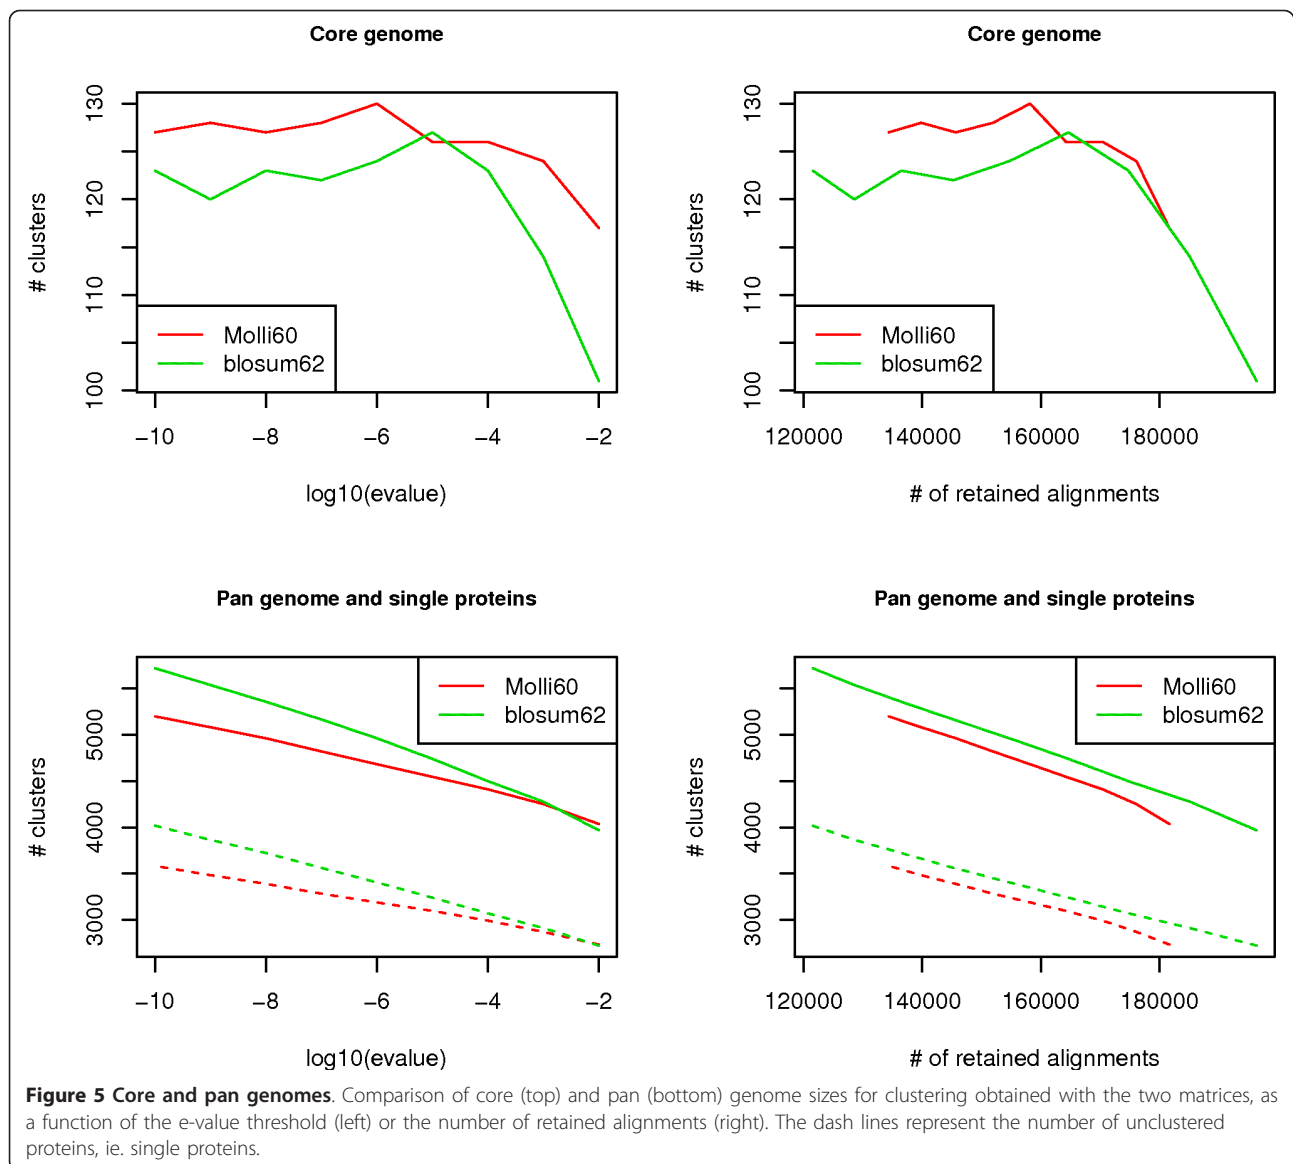 Core genome
130
120
110
100
# clusters
Molli60
blosum62
−10 −8 −6 −4 −2
log10(evalue)
Core genome
130
120
110
100
# clusters
Molli60
blosum62
120000 140000 160000 180000
# of retained alignments
Pan genome and single proteins
5000
4000
3000
# clusters
Molli60
blosum62
−10 −8 −6 −4 −2
log10(evalue)
Pan genome and single proteins
5000
4000
3000
# clusters
Molli60
blosum62
120000 140000 160000 180000
# of retained alignments
Figure 5 Core and pan genomes. Comparison of core (top) and pan (bottom) genome sizes for clustering obtained with the two matrices, as
a function of the e-value threshold (left) or the number of retained alignments (right). The dash lines represent the number of unclustered
proteins, ie. single proteins.